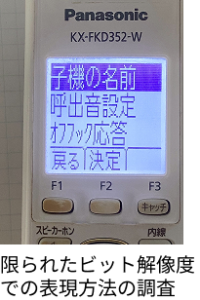 Panasonic
KX-FKD352-W
子機の名前
呼出音設定
オフフック応答
戻る 決定
F1 F2 F3
キャッチ
スピーカーホン 内線
限られたビット解像度
での表現方法の調査